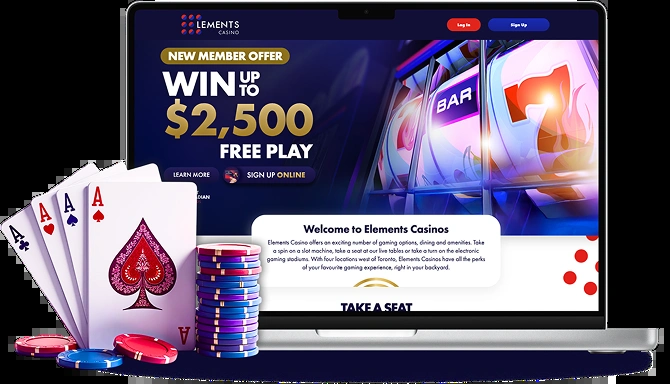 LEMENTS
CASINO
Log In
Sign Up
NEW MEMBER OFFER
WIN UP TO
$2,500
FREE PLAY
LEARN MORE
SIGN UP ONLINE
DIAN
BAR
7
Welcome to Elements Casinos
Elements Casino offers an exciting number of gaming options, dining and amenities. Take
a spin on a slot machine, take a seat at our live tables or take a turn on the electronic
gaming stadiums. With four locations west of Toronto, Elements Casinos have all the perks
of your favourite gaming experience, right in your backyard.
TAKE A SEAT
A
A
A
A
A